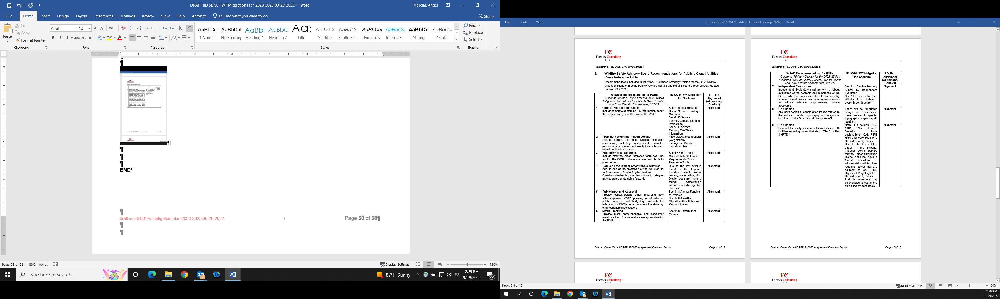 DRAFT IID SB 901 WF Mitigation Plan 2023-2025 09-29-2022 - Word
Marcial, Angel
File Home Insert Design Layout References Mailings Review View Help Acrobat Tell me what you want to do
Share
Paste
Cut
Copy
Format Painter
Clipboard
Arial 12
Font
Paragraph
AaBbCcI AaBbCcI AaBb( AaBbC AaB AaBbCc AaBbCcl AaBbCcl AaBbCcl AaBbCc AaBbCcl
¶ Normal No Spacing Heading 1 Heading 2 Title Subtitle Subtle Em... Emphasis Intense E... Strong Quote
Styles
Find
Replace
Select
Editing
END¶
draft·iid·sb·901·wf·mitigation·plan·2023-2025·09-29-2022 → Page·68·of·68¶
Page 68 of 68 13024 words
Display Settings
120%
Type here to search
87°F Sunny
2:29 PM
9/29/2022
22
File Tools View
IID-Fuentes 2022 WFMP Advice Letter v3 backup 092922 - Word
FC
Fuentes Consulting
LLC
Professional T&D Utility Consulting Services
2. Wildfire Safety Advisory Board Recommendations for Publicly Owned Utilities
Cross Reference Table
Recommendations included in the WSAB Guidance Advisory Opinion for the 2022 Wildfire
Mitigation Plans of Electric Publicly Owned Utilities and Rural Electric Cooperatives, Adopted
February 23, 2022.
WSAB Recommendations for POUs
Guidance Advisory Opinion for the 2022 Wildfire
Mitigation Plans of Electric Publicly Owned Utilities
and Rural Electric Cooperatives, 2/23/22
IID SB901 WF Mitigation
Plan Sections
IID Plan
Alignment
(Alignment /
Conflict)
1 Context Setting Information
Include template containing key information about
the service area, near the front of the WMP
Sec 7 Imperial Irrigation
District Service Territory
Overview
Sec 8 IID Service
Territory Climate Change
Projections
Sec 9 IID Service
Territory Fire Threat
Information
Alignment
2 Prominent WMP Information Location
Locate current and past wildfire mitigation
information, including Independent Evaluator
reports at a prominent and easily locatable web-
based publication location.
https://www.iid.com/energ
y/vegetation-
management/wildfire-
mitigation-plan
Alignment
3 Statutory Cross Reference
Include statutory cross reference table near the
front of the WMP. Include live links from table to
plan section.
Sec 4 SB 901 Public
Owned Utility Statutory
Requirements Cross
Reference Table
Alignment
4 Reducing the Risk of Catastrophic Wildfires
Add as one of the objectives of the WF plan, to
reduce the risk of catastrophic wildfires
Question whether broader thought and strategies
may be appropriate going forward.
Due to the low wildfire
threat in the Imperial
Irrigation District Service
territory, Imperial Irrigation
District does not have a
formal catastrophic
wildfire risk reducing plan
objective.
Alignment
5 Public Input and Approval
Provide context-setting detail regarding how
utilities approach WMP approval, consideration of
public comment and budgetary protocols for
mitigation and WMP tasks. Include in the statutory
staff responsibilities section.
Sec 11.4 Annual Funding
of Projects
Sec 12 IID Wildfire
Mitigation Plan Roles and
Responsibilities
Alignment
6 Metric Tracking
Provide more comprehensive and consistent
metric tracking. Assure metrics are appropriate for
the POU
Sec 11.8 Performance
Metrics
Alignment
Fuentes Consulting – IID 2022 WFMP Independent Evaluator Report Page 11 of 18
FC
Fuentes Consulting
LLC
Professional T&D Utility Consulting Services
WSAB Recommendations for POUs
Guidance Advisory Opinion for the 2022 Wildfire
Mitigation Plans of Electric Publicly Owned Utilities
and Rural Electric Cooperatives, 2/23/22
IID SB901 WF Mitigation
Plan Sections
IID Plan
Alignment
(Alignment /
Conflict)
7 Independent Evaluations
Independent Evaluators shall perform a robust
evaluation of the contents and substance of the
POU's WMP, in comparison to relevant industry
standards, and provides useful recommendations
for wildfire mitigation improvements where
applicable.
Sec 11.1 Service Territory
Survey by Independent
Evaluator
Sec 11.5 Comprehensive
Wildfire Plan Update -
every three (3) years
Alignment
8 Grid Design
Are there design or construction issues related to
the utility's specific topography or geographic
location that the Board should be aware of?
There are no reportable
design or construction
issues related to specific
topography or geographic
location.
Alignment
9 Grid Design
How will the utility address risks associated with
facilities requiring power that abut a Tier 2 or Tier
3 HFTD?
Note: IID follows CAL
FIRE, Fire Hazard
Severity Zone
designations; CAL FIRE
High and Very High Fire
Hazard Severity Zones.
Due to the low wildfire
threat in the Imperial
Irrigation District service
territory, Imperial Irrigation
District does not have a
formal procedure to
address risks with facilities
requiring power that are
adjacent to CAL FIRE
High and Very High Fire
Hazard Severity Zones.
Portable generators may
be provided to customers
on a case-by-case basis.
Alignment
Fuentes Consulting – IID 2022 WFMP Independent Evaluator Report Page 12 of 18
FC
Fuentes Consulting
FC
Fuentes Consulting
Pages 5-8 of 18
Display Settings
80%
2:29 PM
9/29/2022